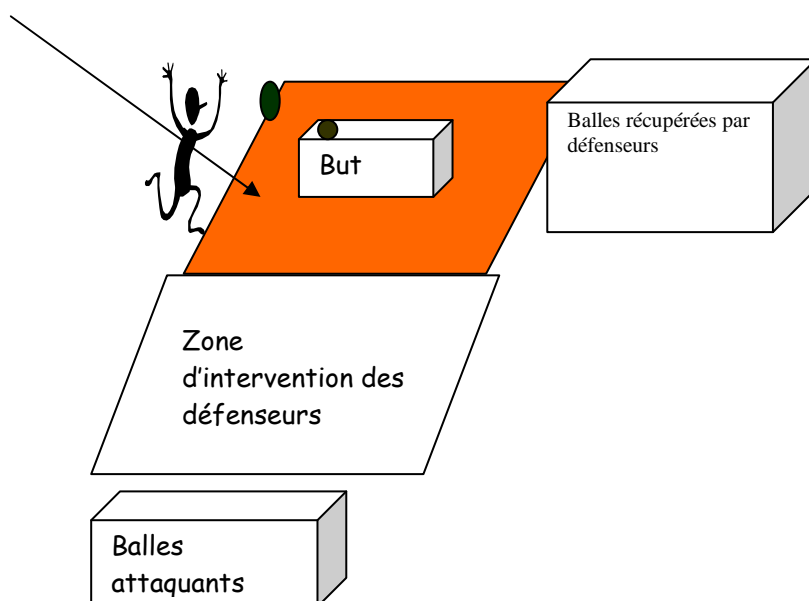 Balles récupérées par
défenseurs
But
Zone
d'intervention des
défenseurs
Balles
attaquants